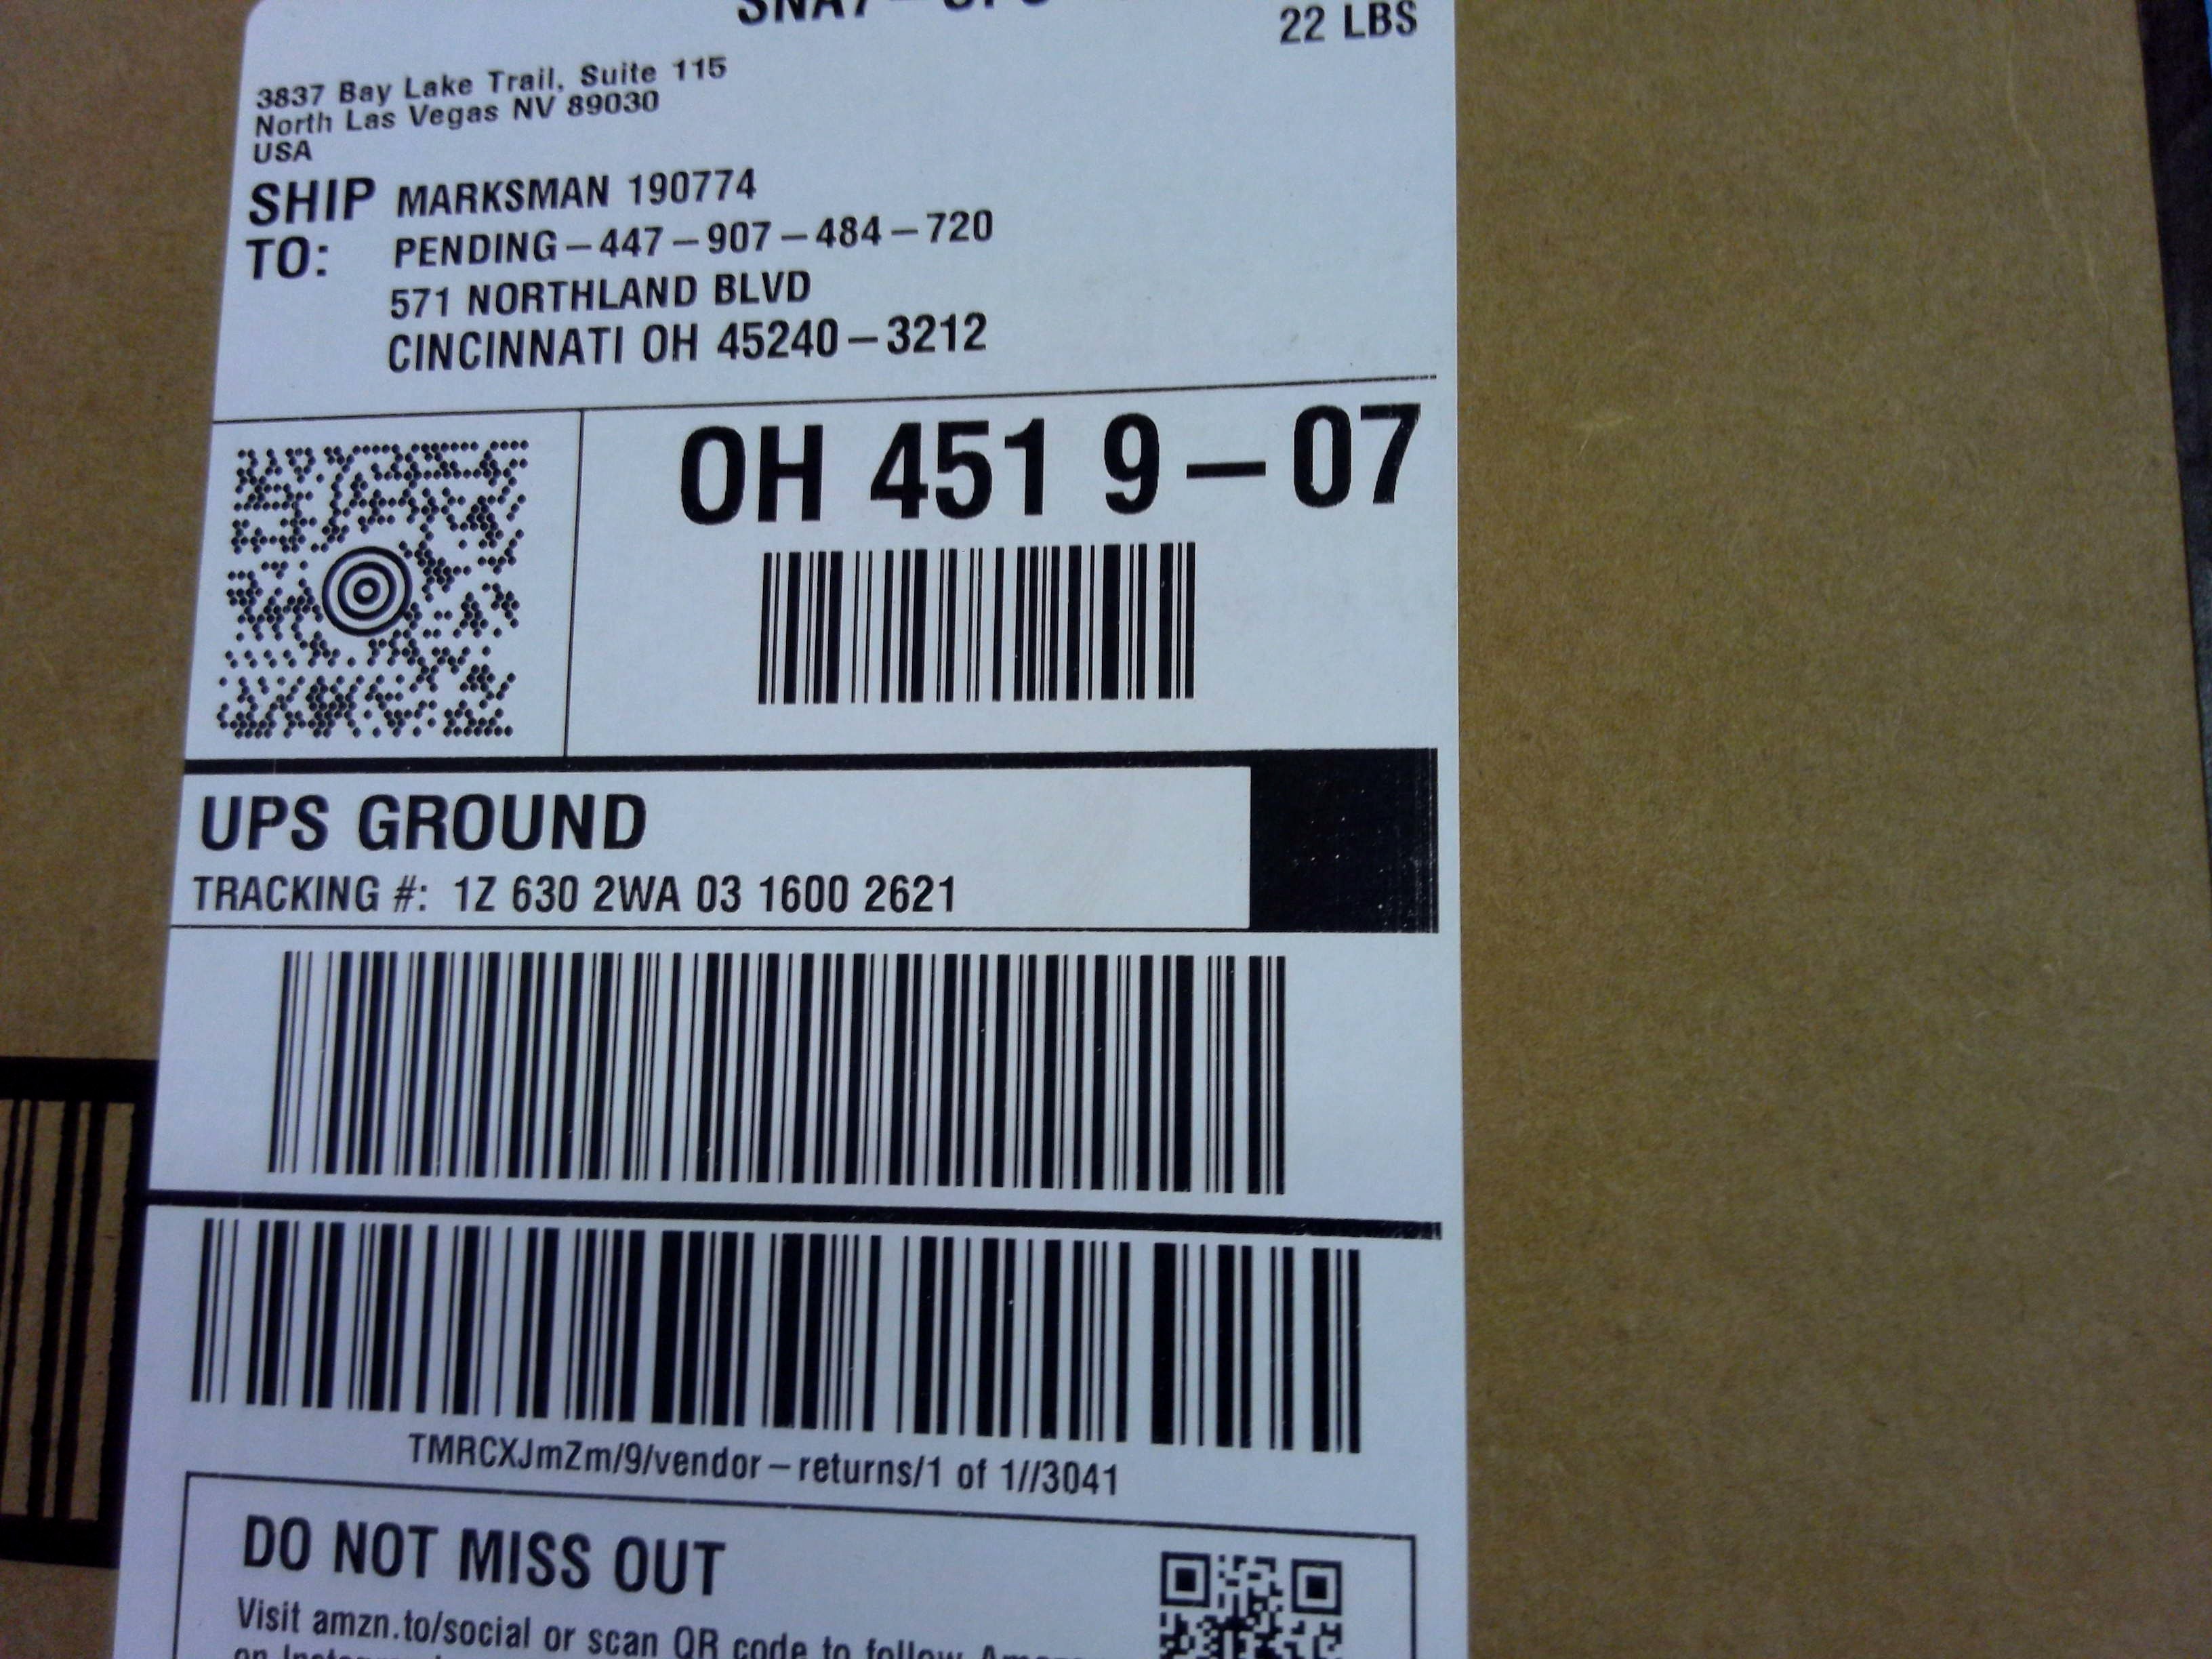 22 LBS
3837 Bay Lake Trail, Suite 115
North Las Vegas NV 89030
USA
SHIP TO: MARKSMAN 190774
PENDING-447-907-484-720
571 NORTHLAND BLVD
CINCINNATI OH 45240-3212
OH 451 9-07
UPS GROUND
TRACKING #: 1Z 630 2WA 03 1600 2621
TMRCXJmZm/9/vendor-returns/1 of 1//3041
DO NOT MISS OUT
Visit amzn.to/social or scan QR code to follow
on